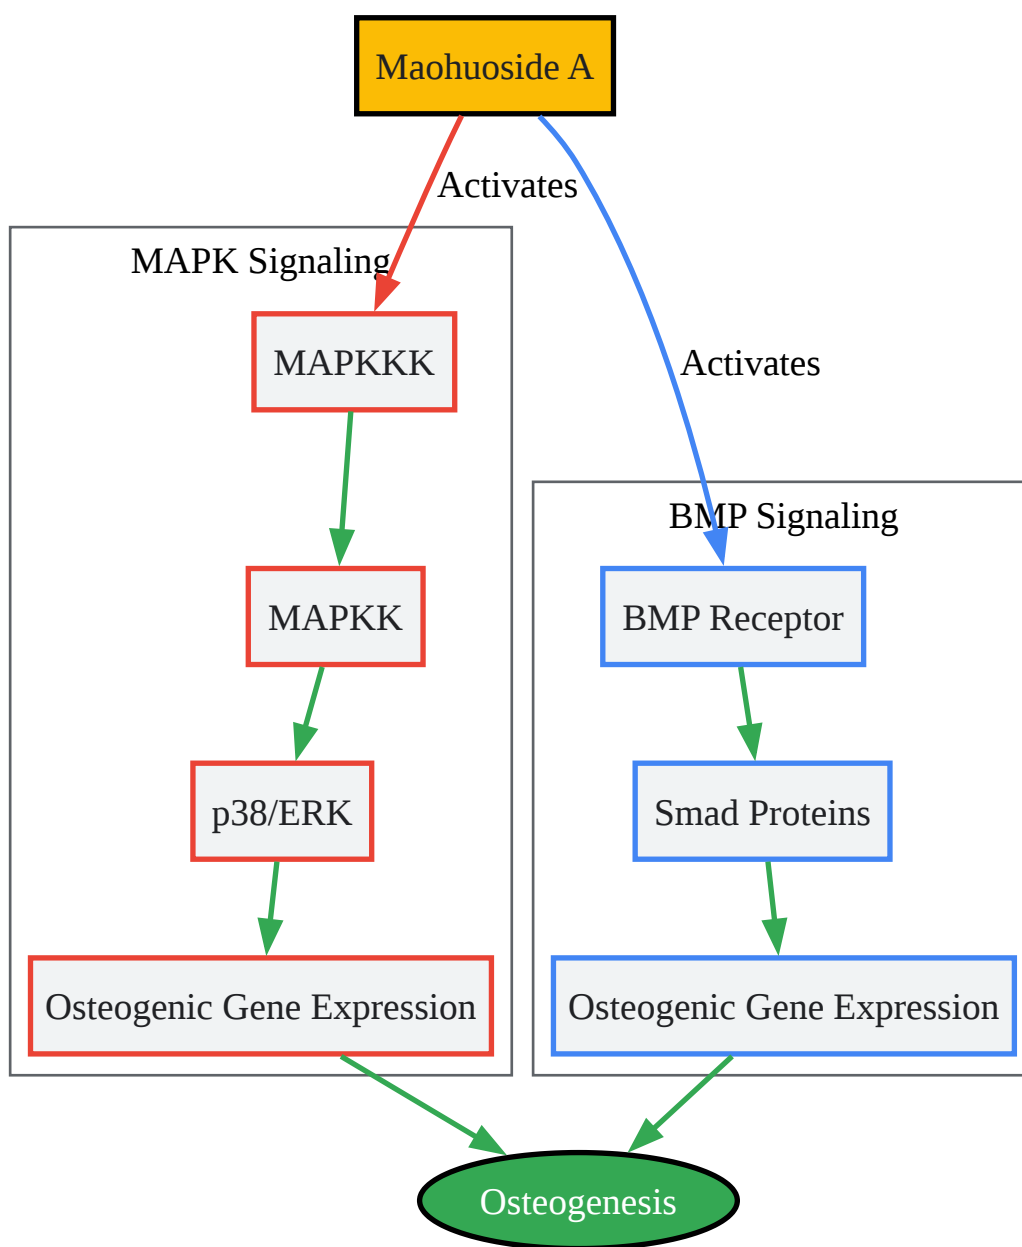 Maohuoside A
Activates
MAPK Signaling
MAPKKK
Activates
BMP Signaling
MAPKK
BMP Receptor
p38/ERK
Smad Proteins
Osteogenic Gene Expression
Osteogenic Gene Expression
Osteogenesis